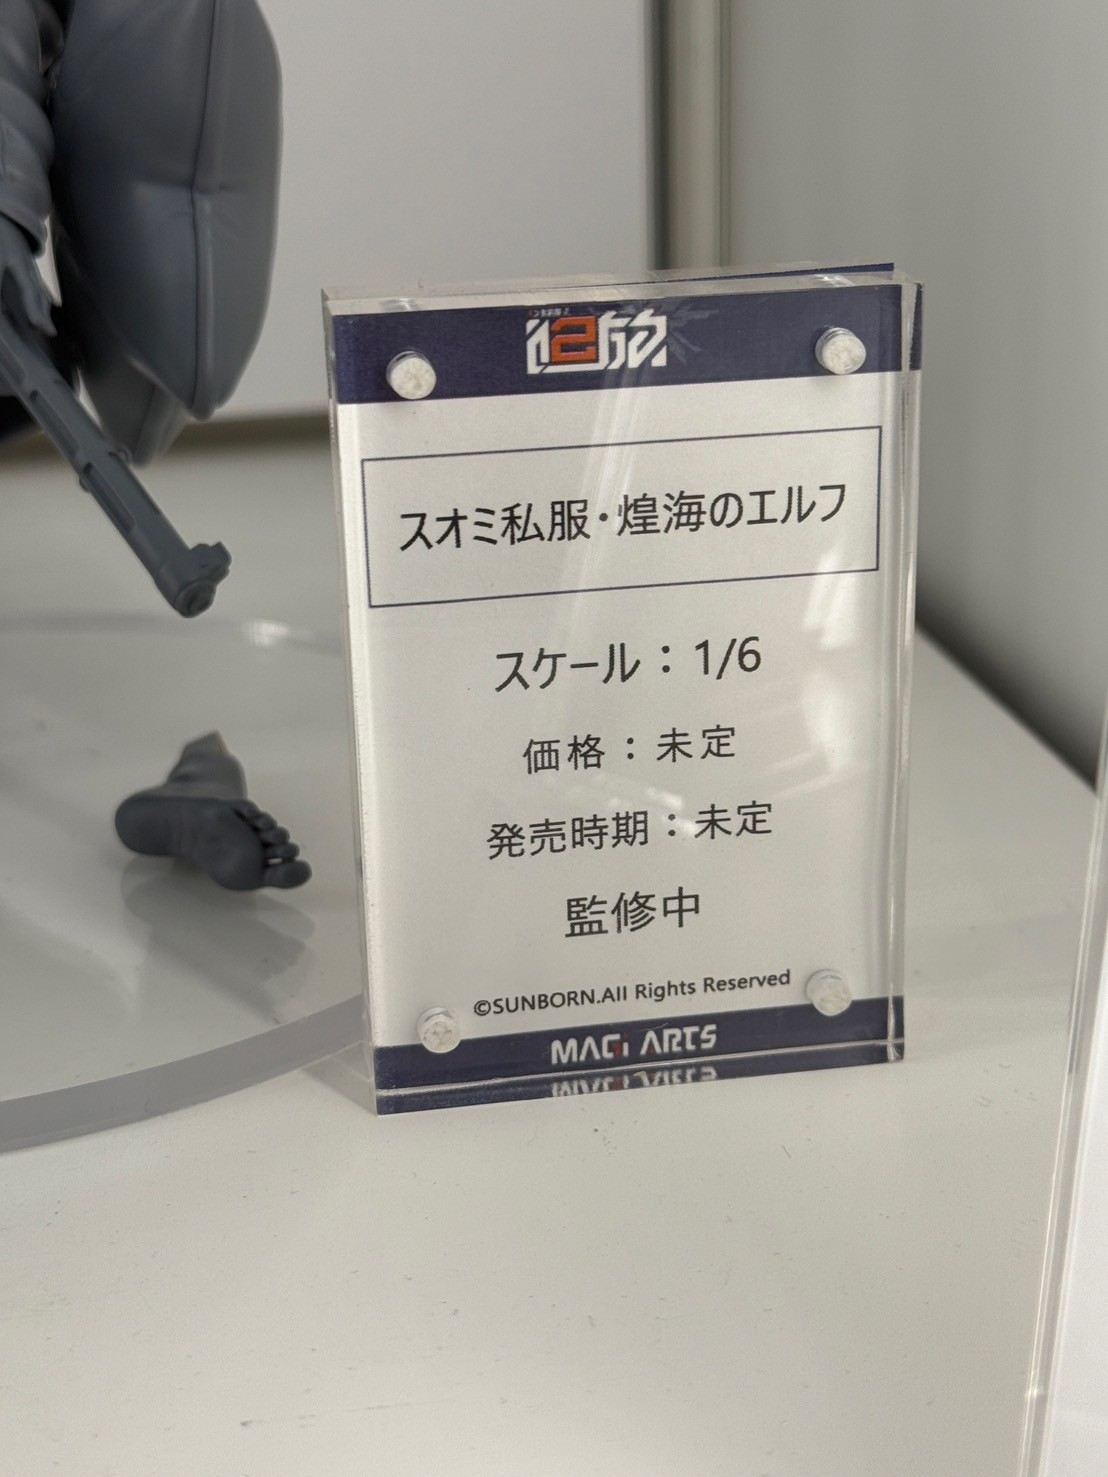 スオミ私服・煌海のエルフ
スケール：1/6
価格：未定
発売時期：未定
監修中
©SUNBORN.All Rights Reserved
MAGI ARTS